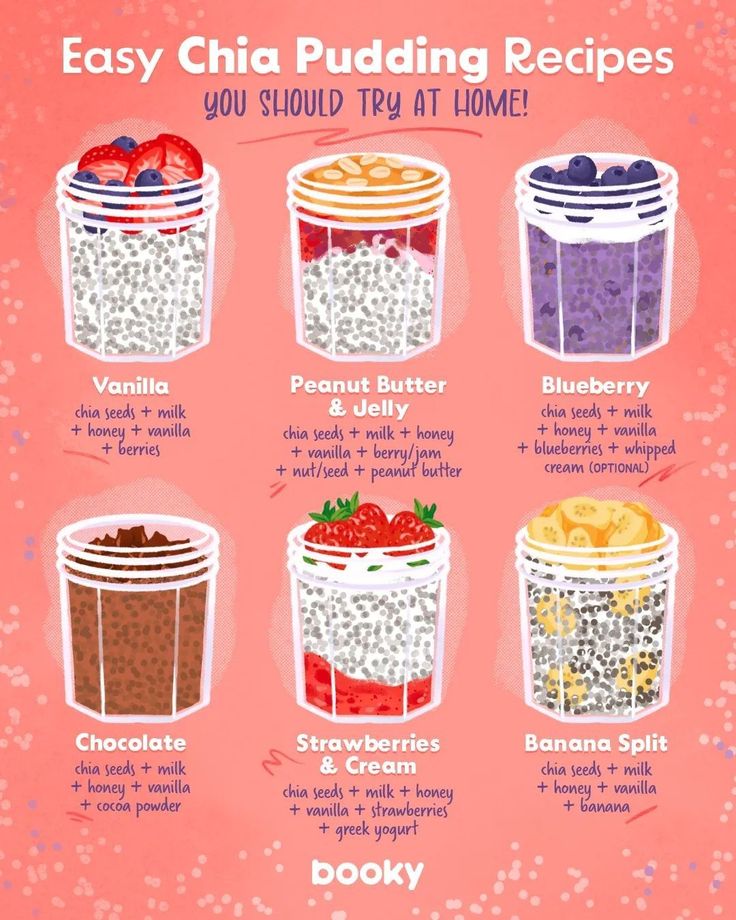 Easy Chia Pudding Recipes
YOU SHOULD TRY AT HOME!
Vanilla
chia seeds + milk
+ honey + vanilla
+ berries
Peanut Butter
& Jelly
chia seeds + milk + honey
+ vanilla + berry/jam
+ nut/seed + peanut butter
Blueberry
chia seeds + milk
+ honey + vanilla
+ blueberries + whipped
cream (OPTIONAL)
Chocolate
chia seeds + milk
+ honey + vanilla
+ cocoa powder
Strawberries
& Cream
chia seeds + milk + honey
+ vanilla + strawberries
+ greek yogurt
Banana Split
chia seeds + milk
+ honey + vanilla
+ banana
booky